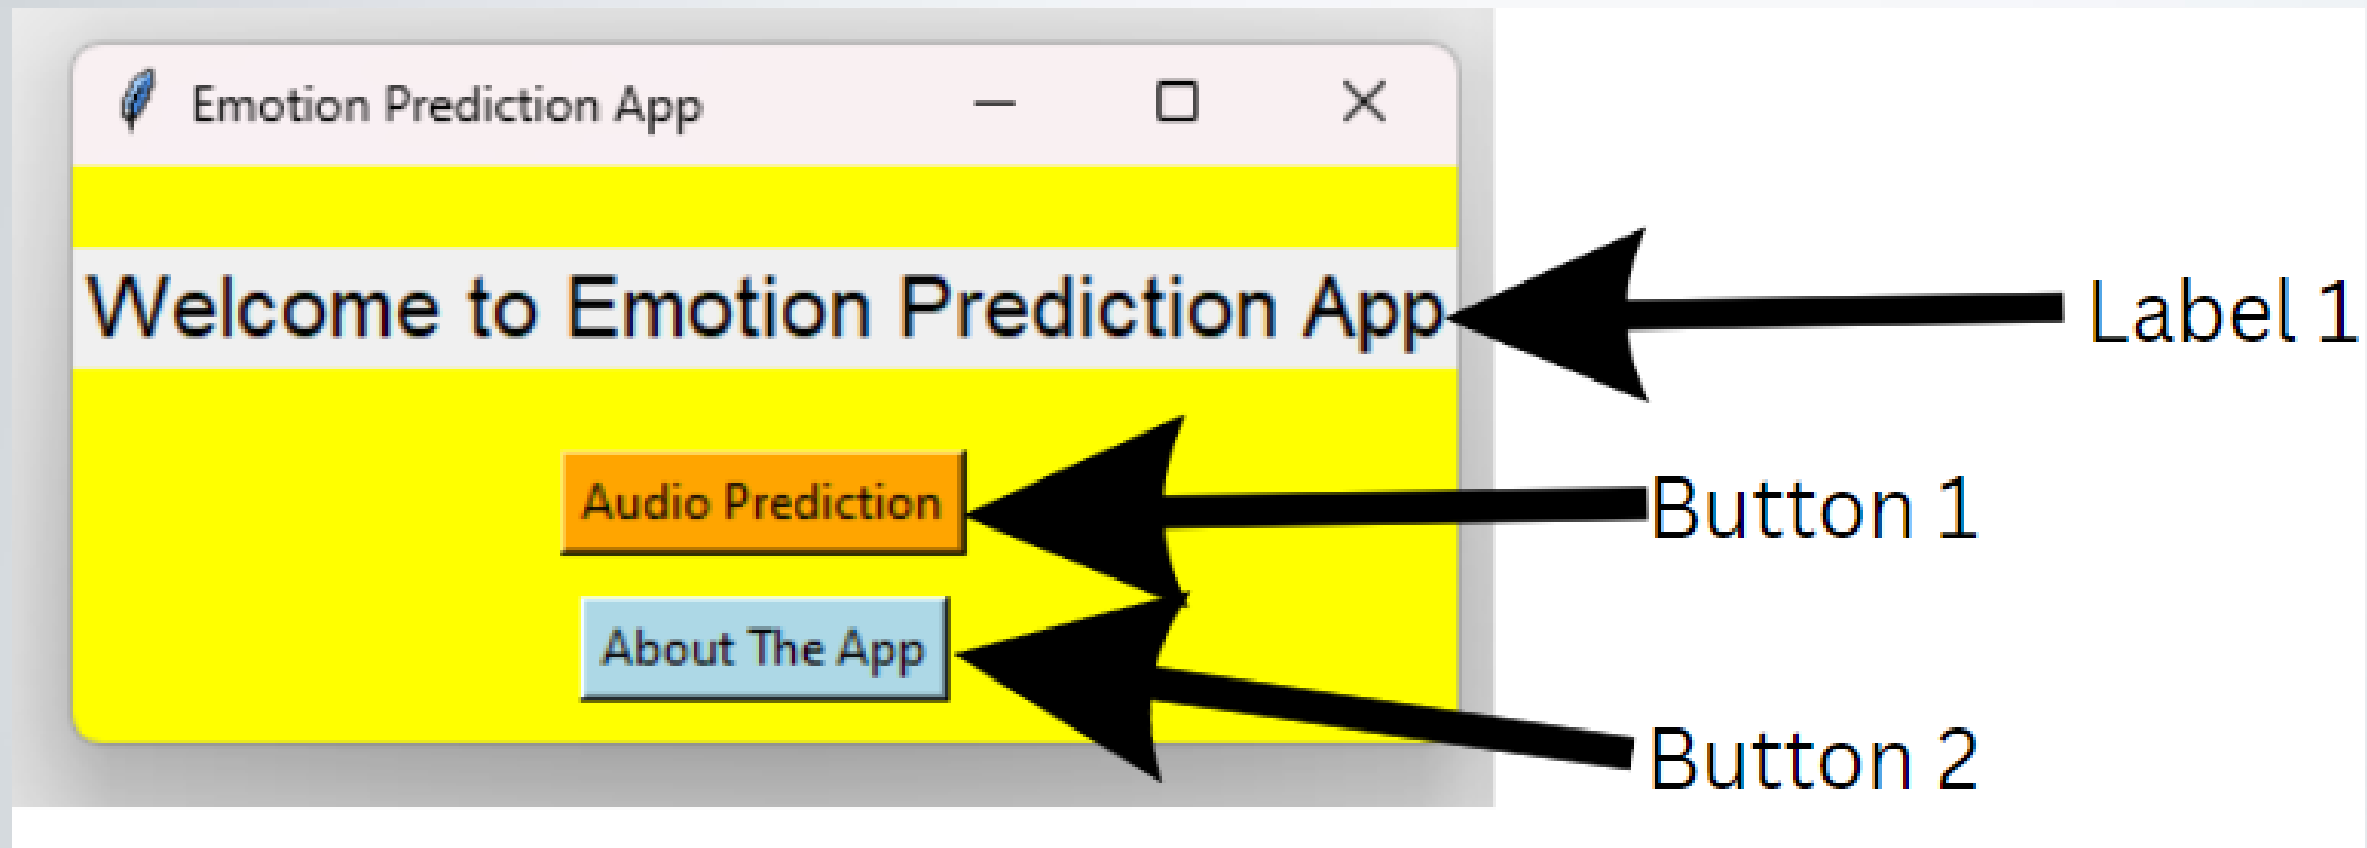 Emotion Prediction App
Welcome to Emotion Prediction App
Label 1
Audio Prediction
Button 1
About The App
Button 2